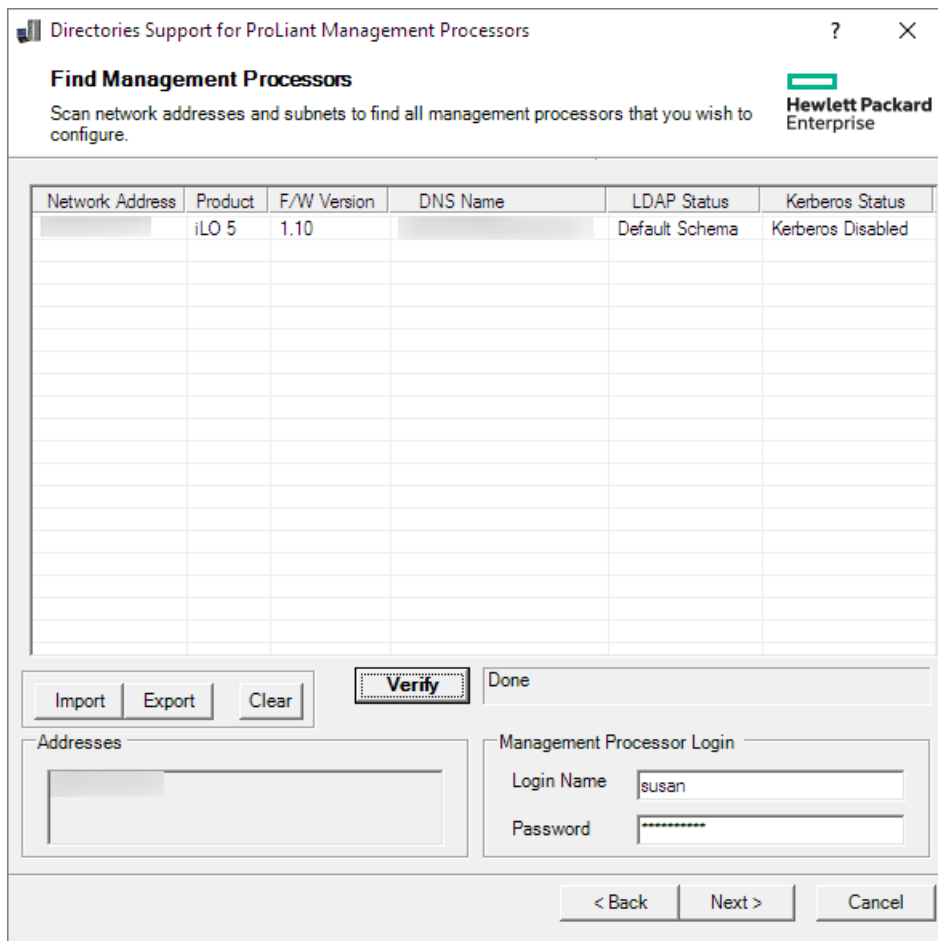 Directories Support for ProLiant Management Processors ?
Find Management Processors
Scan network addresses and subnets to find all management processors that you wish to
configure.
Hewlett Packard
Enterprise
Network Address Product F/W Version DNS Name LDAP Status Kerberos Status
iLO 5 1.10 Default Schema Kerberos Disabled
Import Export Clear Verify Done
Addresses
Management Processor Login
Login Name susan
Password **********
< Back Next > Cancel